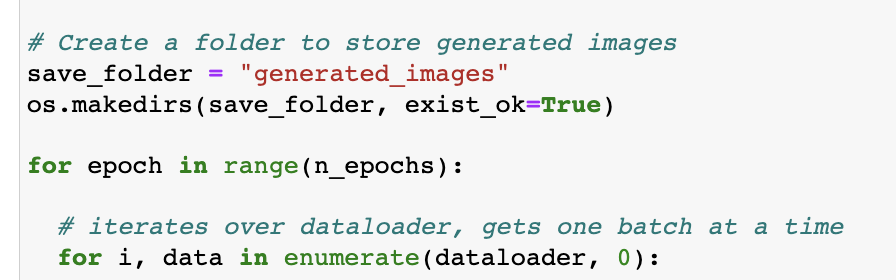 # Create a folder to store generated images
save_folder = "generated_images"
os.makedirs(save_folder, exist_ok=True)
for epoch in range(n_epochs):
# iterates over dataloader, gets one batch at a time
for i, data in enumerate(dataloader, 0):